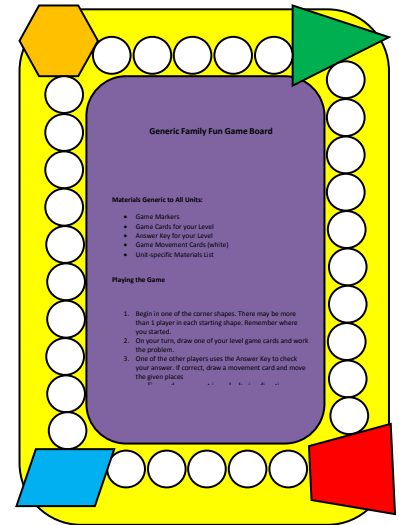 Generic Family Fun Game Board
Materials Generic to All Units:
• Game Markers
• Game Cards for your Level
• Answer Key for your Level
• Game Movement Cards (white)
• Unit-specific Materials List
Playing the Game
1. Begin in one of the corner shapes. There may be more
than 1 player in each starting shape. Remember where
you started.
2. On your turn, draw one of your level game cards and work
the problem.
3. One of the other players uses the Answer Key to check
your answer. If correct, draw a movement card and move
the given places